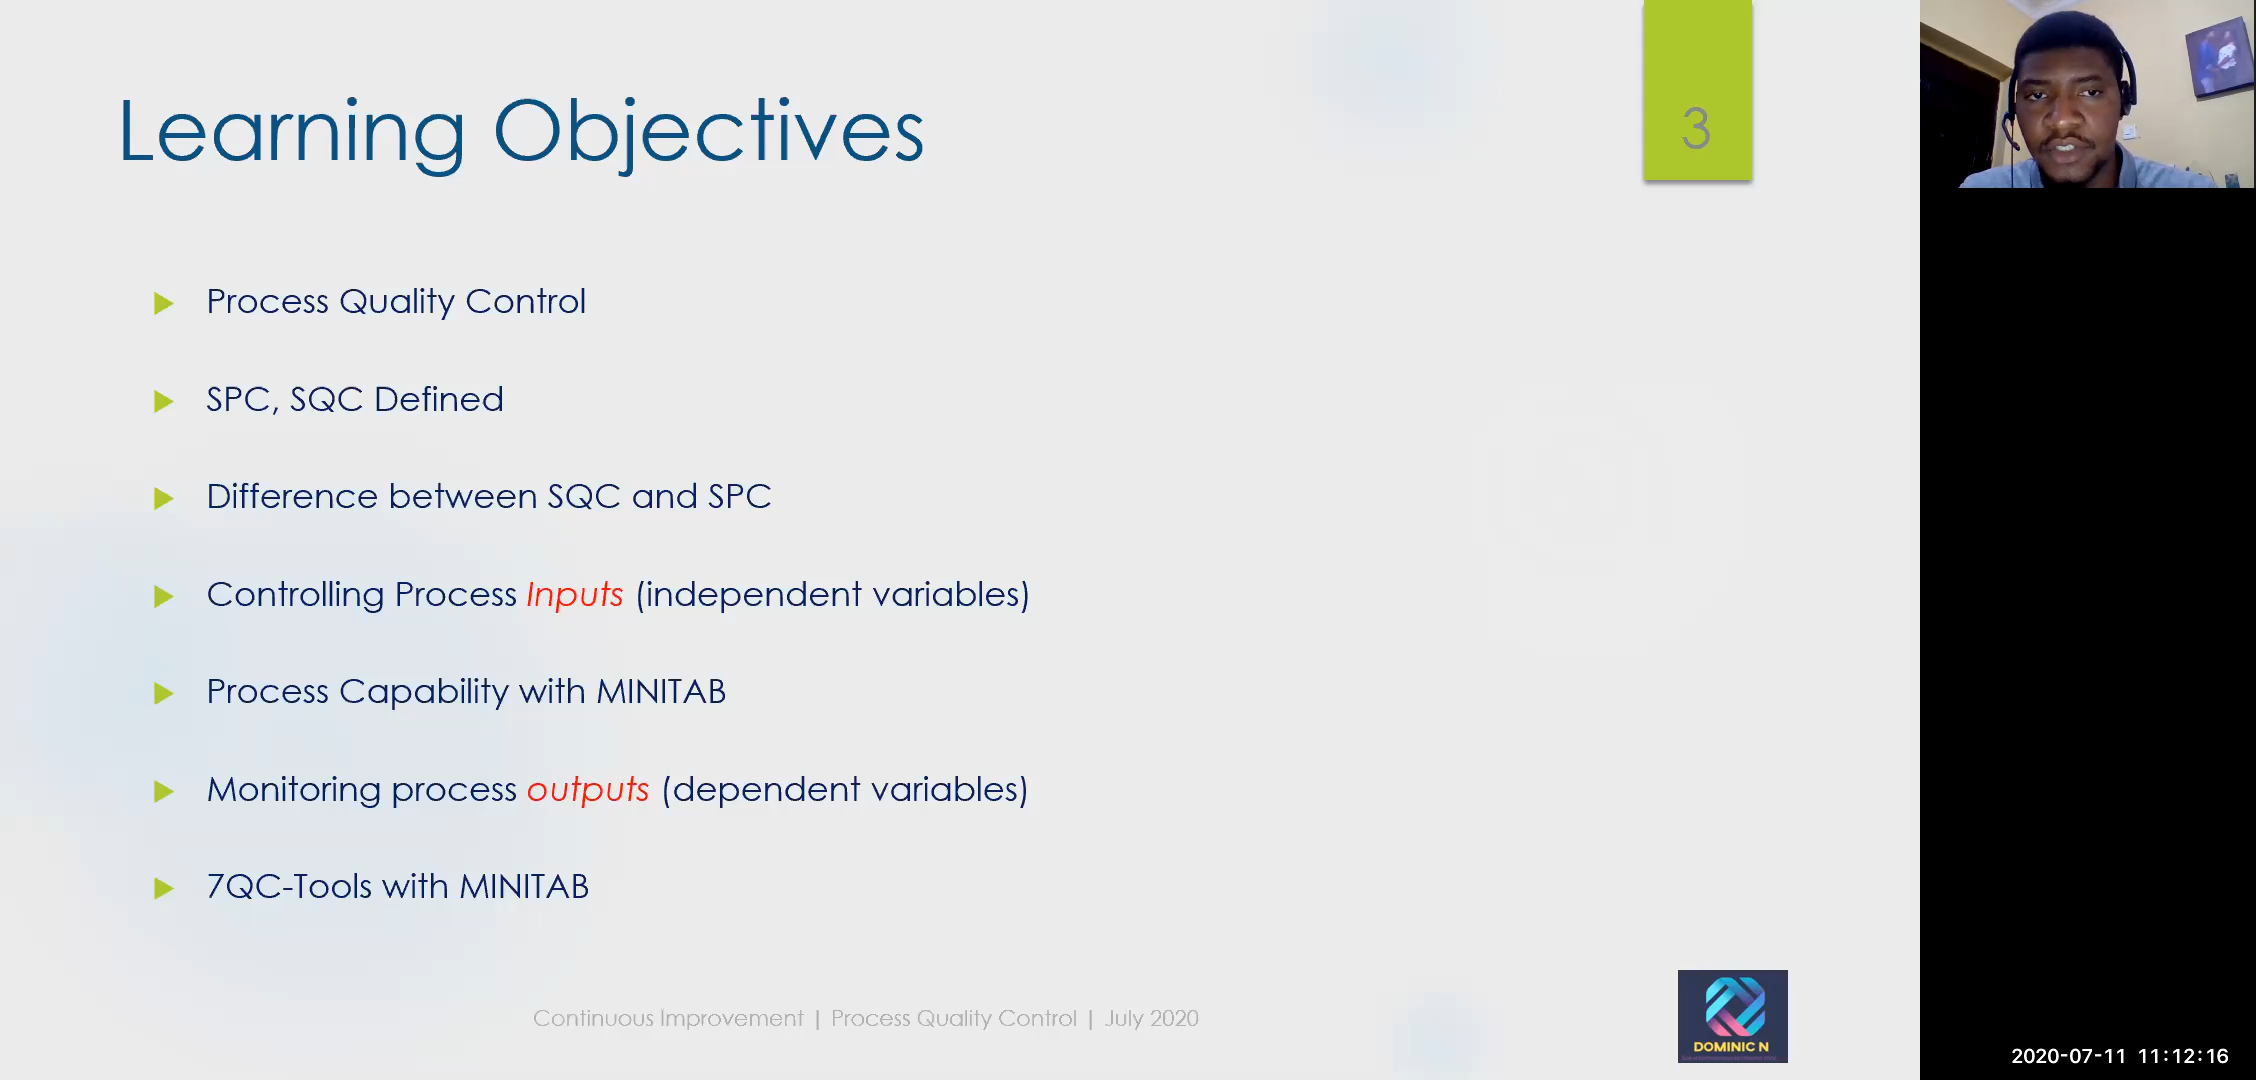 Learning Objectives
3
Process Quality Control
SPC, SQC Defined
Difference between SQC and SPC
Controlling Process Inputs (independent variables)
Process Capability with MINITAB
Monitoring process outputs (dependent variables)
7QC-Tools with MINITAB
Continuous Improvement | Process Quality Control | July 2020
DOMINIC N
2020-07-11 11:12:16